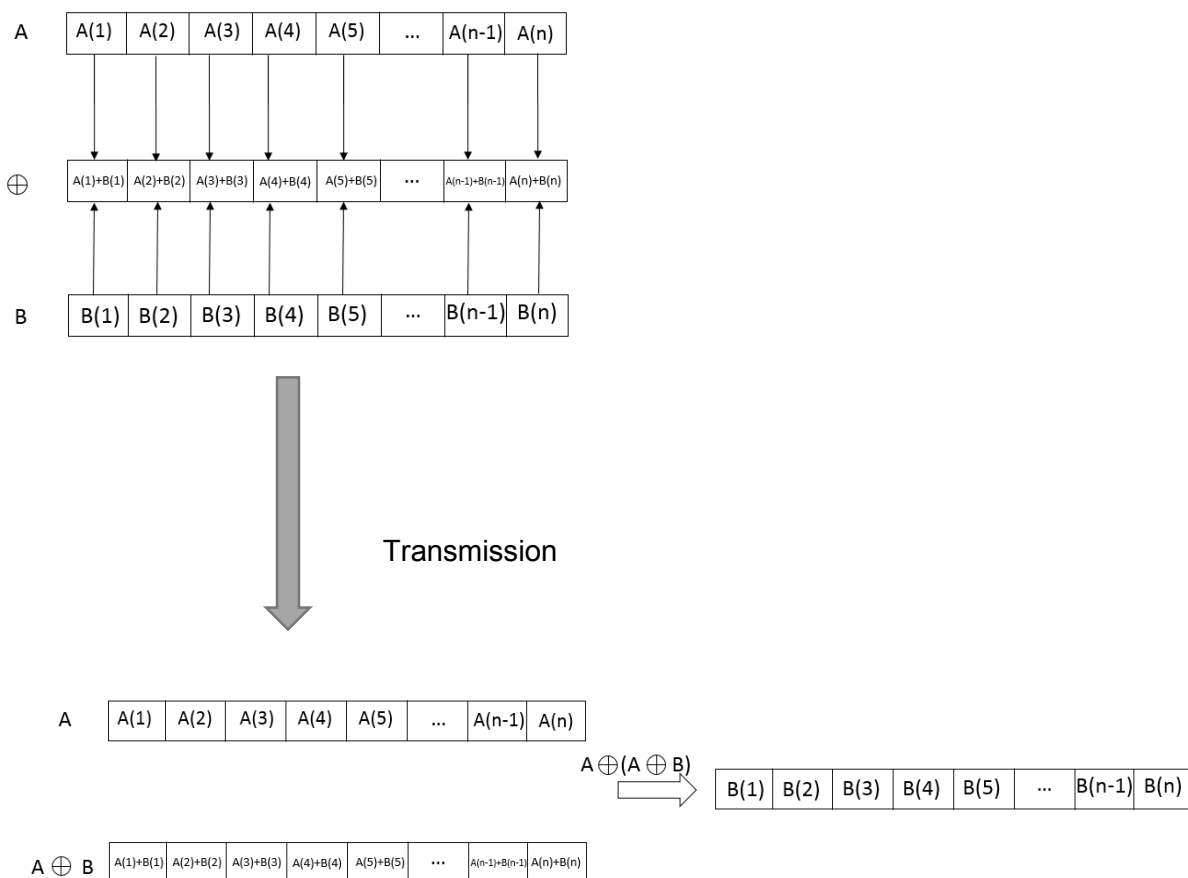 A A(1) A(2) A(3) A(4) A(5) ... A(n-1) A(n)
⊕ A(1)+B(1) A(2)+B(2) A(3)+B(3) A(4)+B(4) A(5)+B(5) ... A(n-1)+B(n-1) A(n)+B(n)
B B(1) B(2) B(3) B(4) B(5) ... B(n-1) B(n)
Transmission
A A(1) A(2) A(3) A(4) A(5) ... A(n-1) A(n)
A ⊕ (A ⊕ B)
B(1) B(2) B(3) B(4) B(5) ... B(n-1) B(n)
A ⊕ B A(1)+B(1) A(2)+B(2) A(3)+B(3) A(4)+B(4) A(5)+B(5) ... A(n-1)+B(n-1) A(n)+B(n)